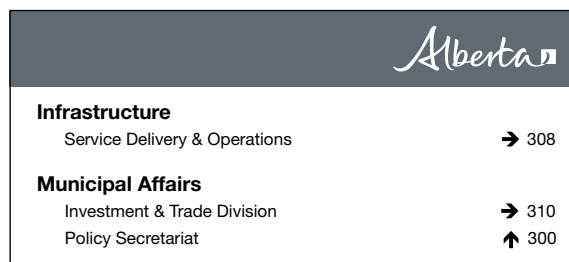 Alberta
Infrastructure
Service Delivery & Operations → 308
Municipal Affairs
Investment & Trade Division → 310
Policy Secretariat ↑ 300